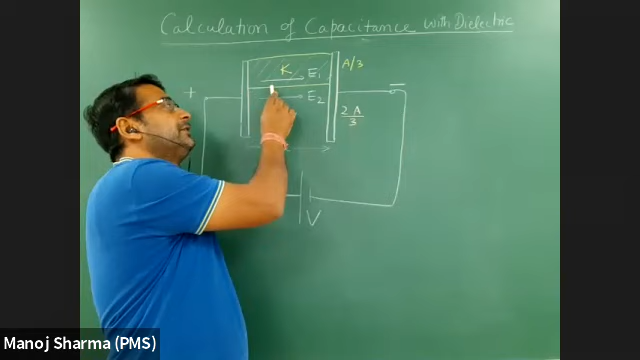 Calculation of Capacitance with Dielectric
K
E1
A/3
+
−
E2
2A
3
V
Manoj Sharma (PMS)